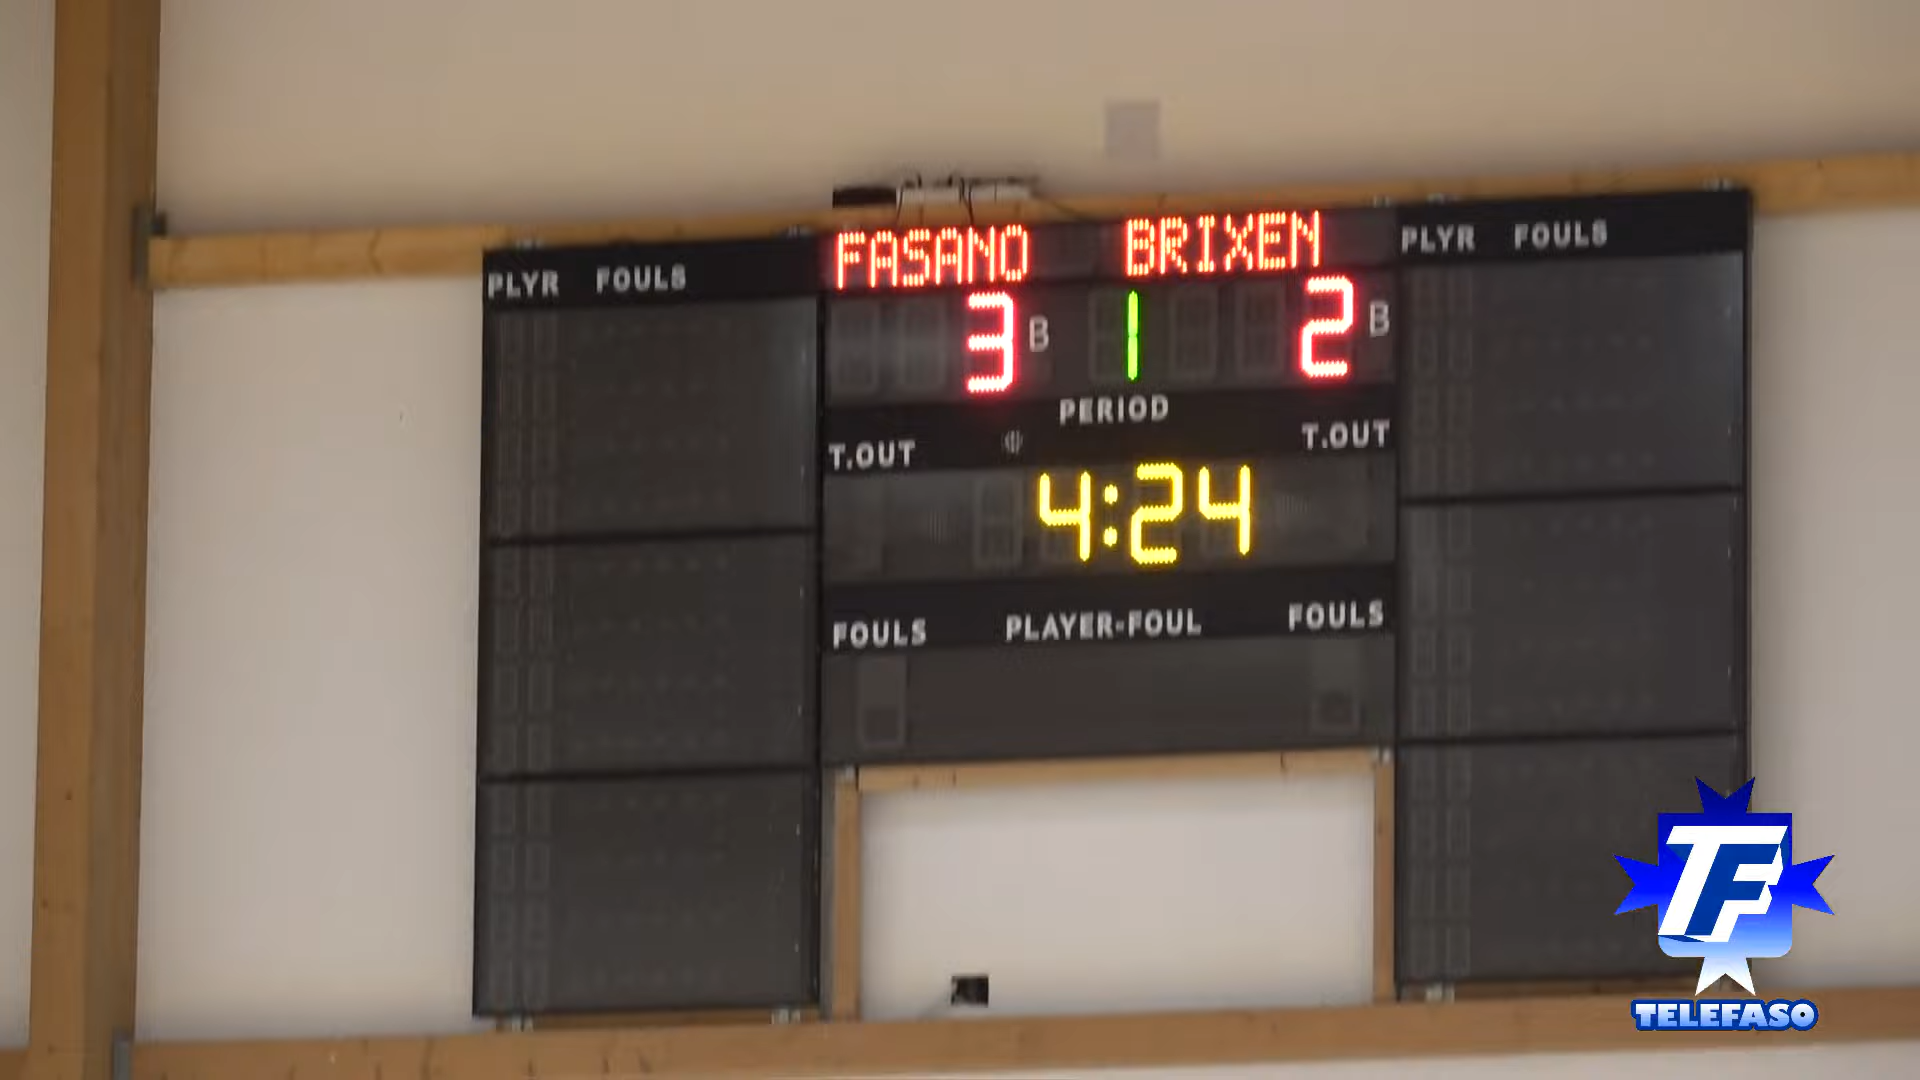 FASANO BRIXEN
PLYR FOULS
PLYR FOULS
3 B 1 2 B
PERIOD
T.OUT T.OUT
4:24
FOULS PLAYER-FOUL FOULS
TF
TELEFASO